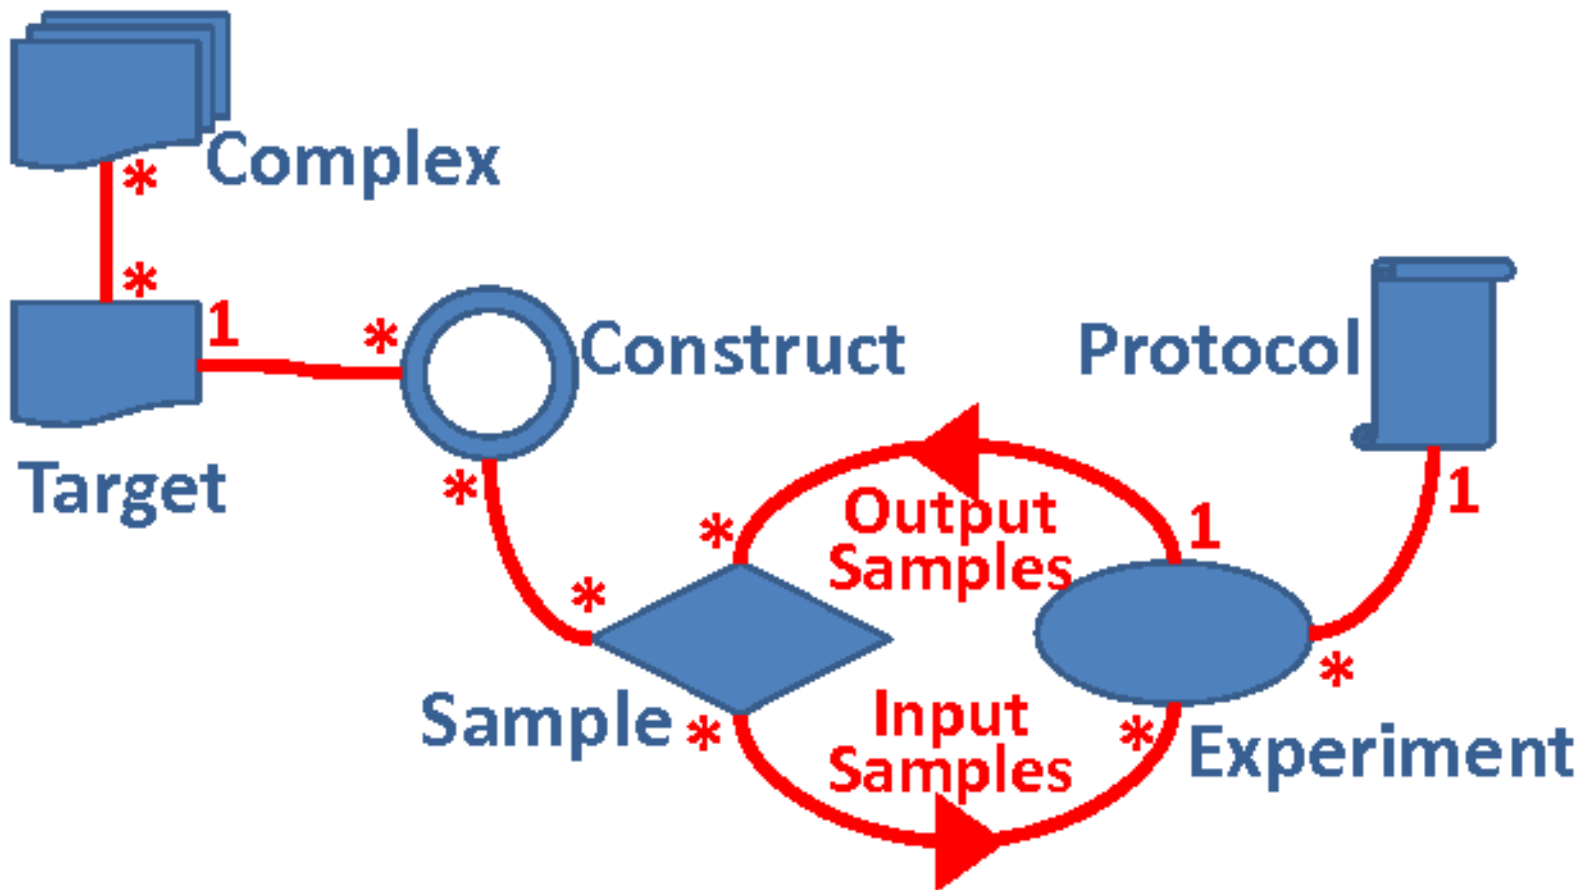 Complex
*
*
1
*
Construct
Protocol
Target
*
*
Output
Samples
*
1
1
*
Sample
*
Input
Samples
*
*
Experiment